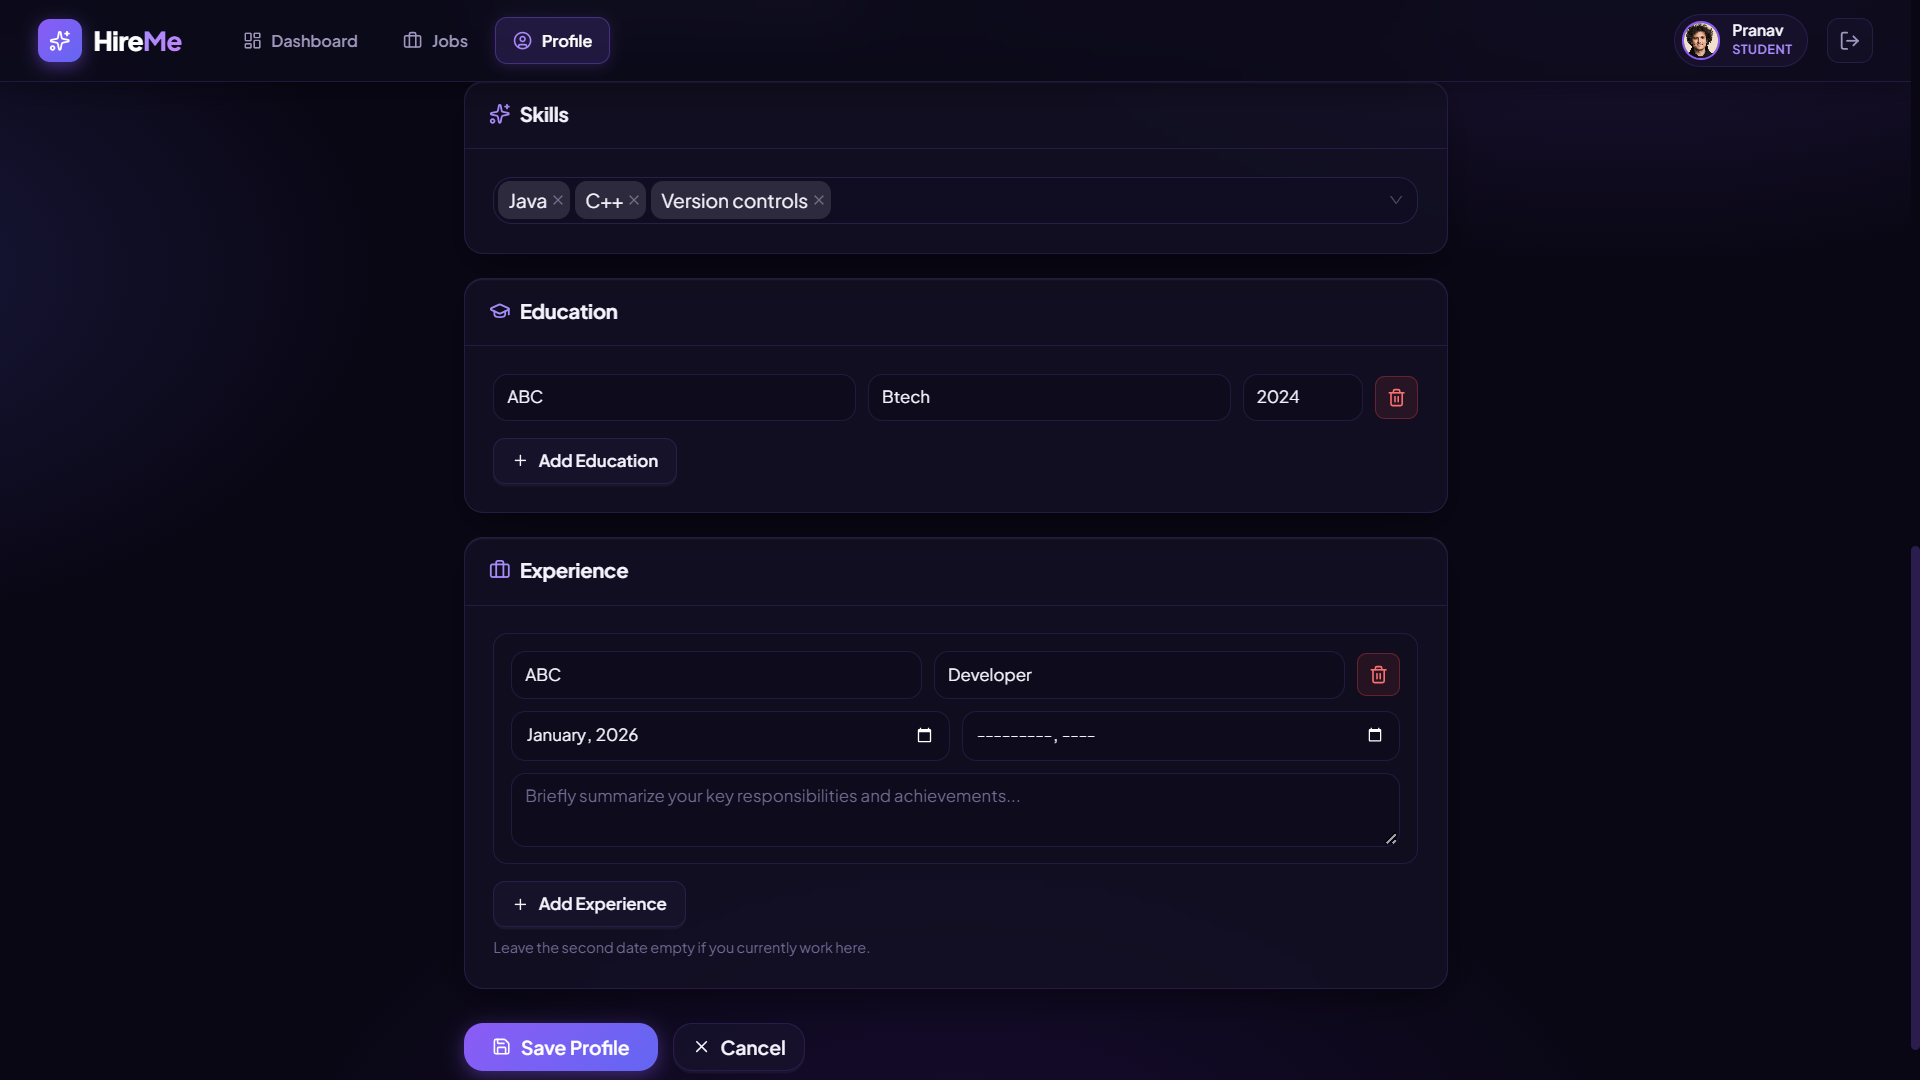 HireMe
Dashboard
Jobs
Profile
Pranav
STUDENT
Skills
Java
C++
Version controls
Education
ABC
Btech
2024
+ Add Education
Experience
ABC
Developer
January, 2026
---------, ----
Briefly summarize your key responsibilities and achievements...
+ Add Experience
Leave the second date empty if you currently work here.
Save Profile
Cancel